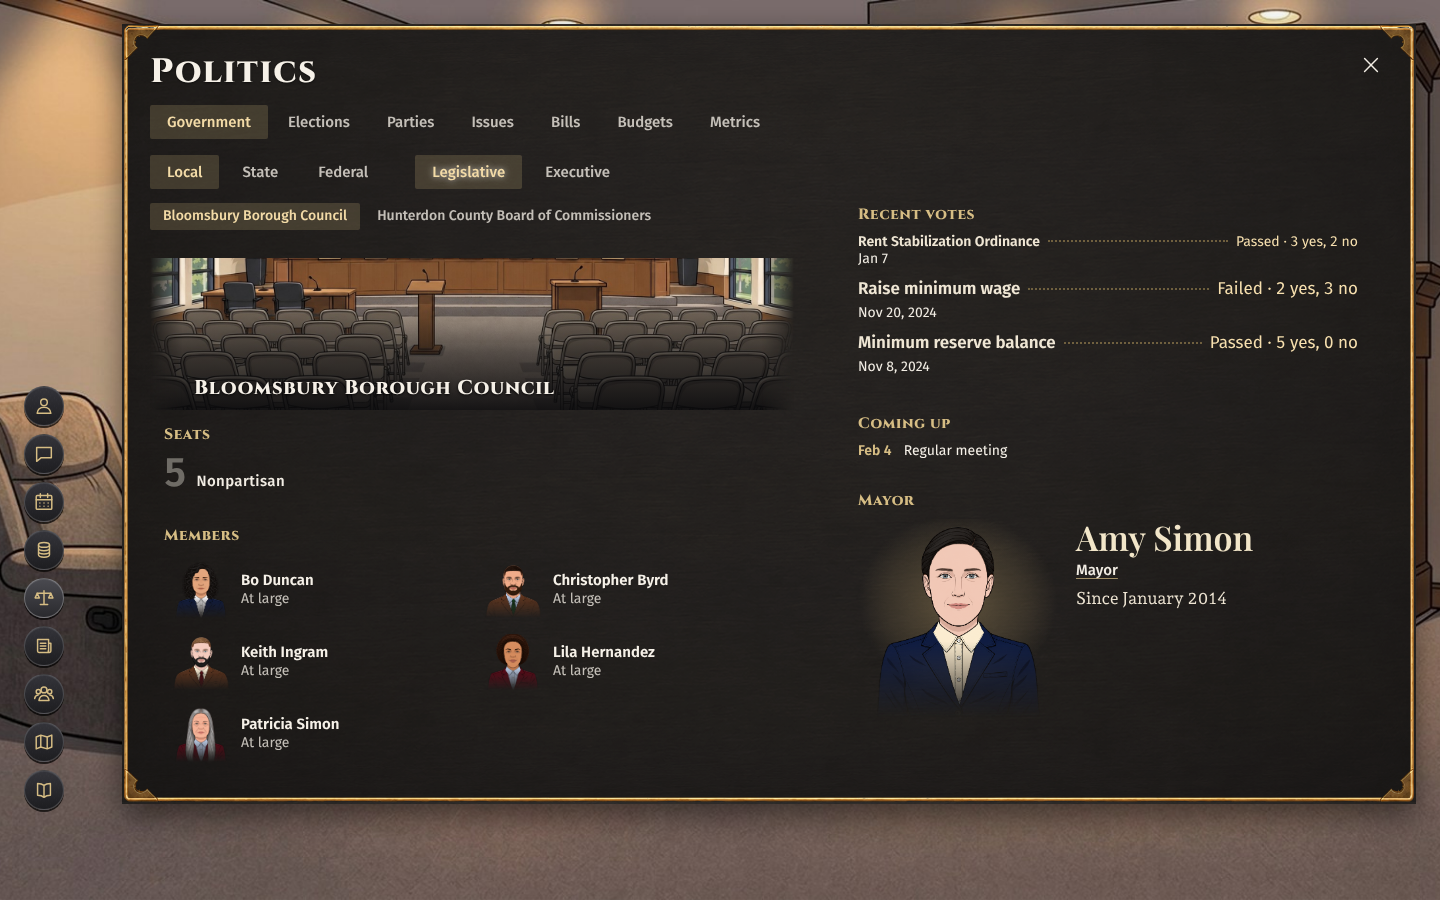 Politics
Government Elections Parties Issues Bills Budgets Metrics
Local State Federal Legislative Executive
Bloomsbury Borough Council Hunterdon County Board of Commissioners
Bloomsbury Borough Council
Seats
5 Nonpartisan
Members
Bo Duncan
At large
Christopher Byrd
At large
Keith Ingram
At large
Lila Hernandez
At large
Patricia Simon
At large
Recent votes
Rent Stabilization Ordinance Passed · 3 yes, 2 no
Jan 7
Raise minimum wage Failed · 2 yes, 3 no
Nov 20, 2024
Minimum reserve balance Passed · 5 yes, 0 no
Nov 8, 2024
Coming up
Feb 4 Regular meeting
Mayor
Amy Simon
Mayor
Since January 2014